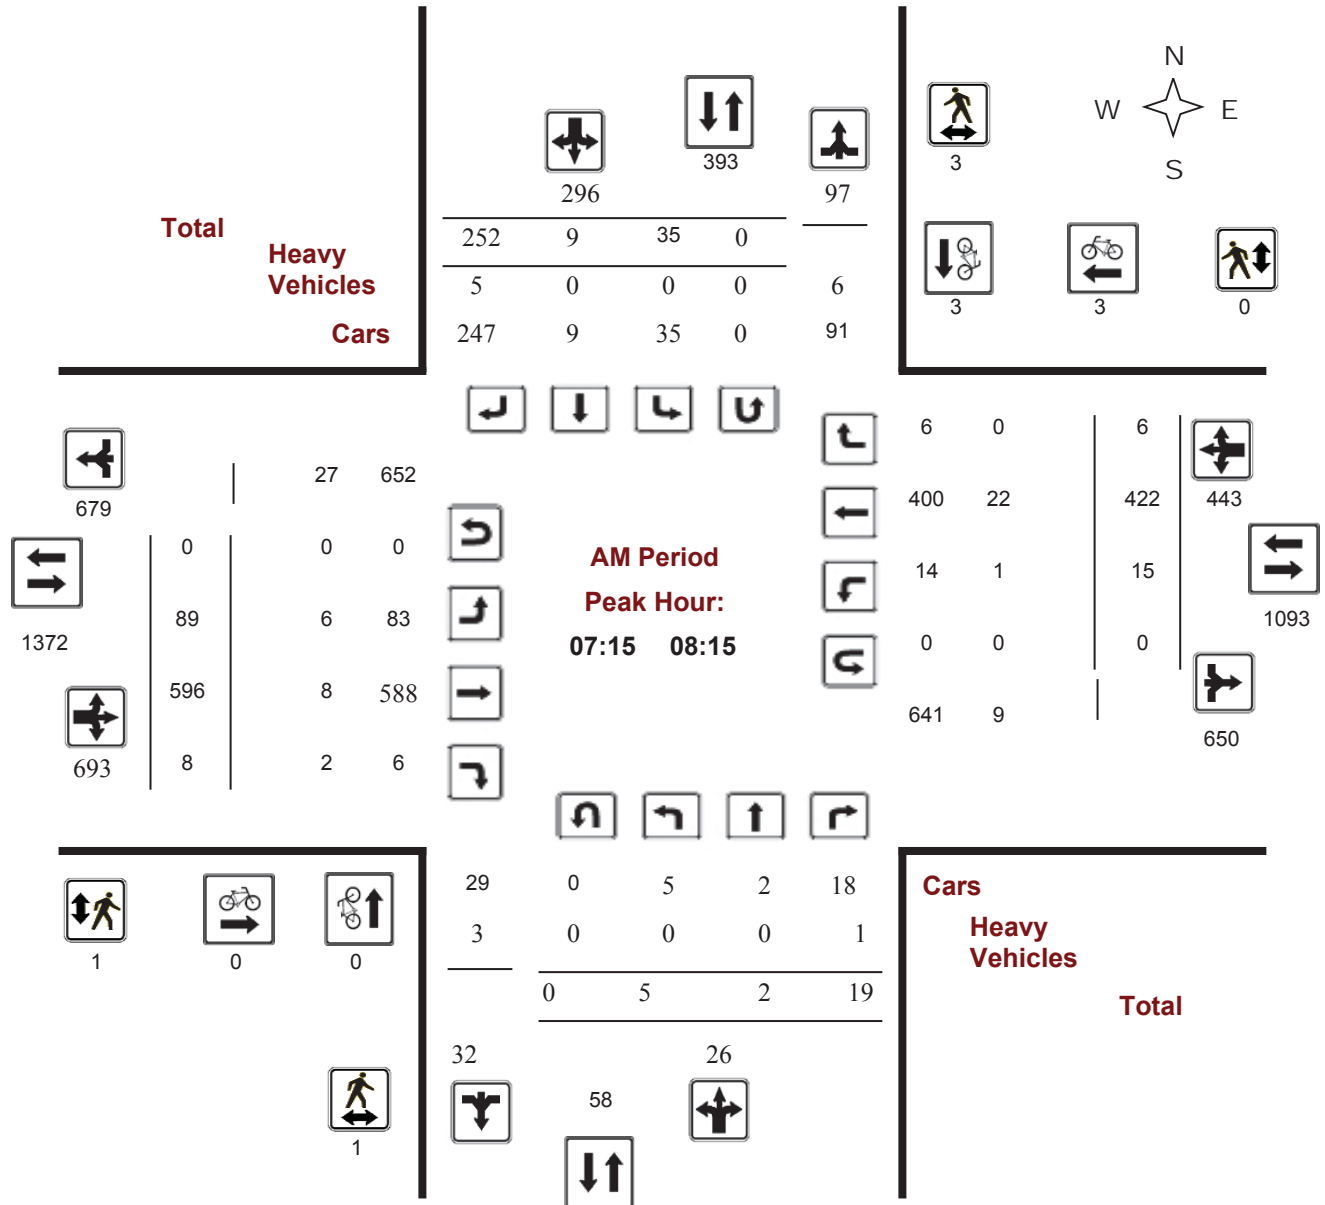 N
W E
S
393
3
296
97
Total
252 9 35 0
Heavy
Vehicles
5 0 0 0 6
Cars
247 9 35 0 91
3 3 0
6 0 6
27 652
679
400 22 422 443
0 0 0
AM Period
14 1 15
Peak Hour:
89 6 83
1093
1372
07:15 08:15
0 0 0
596 8 588
641 9
650
693 8 2 6
29 0 5 2 18
Cars
3 0 0 0 1
Heavy
Vehicles
1 0 0
0 5 2 19
Total
32 26
58
1